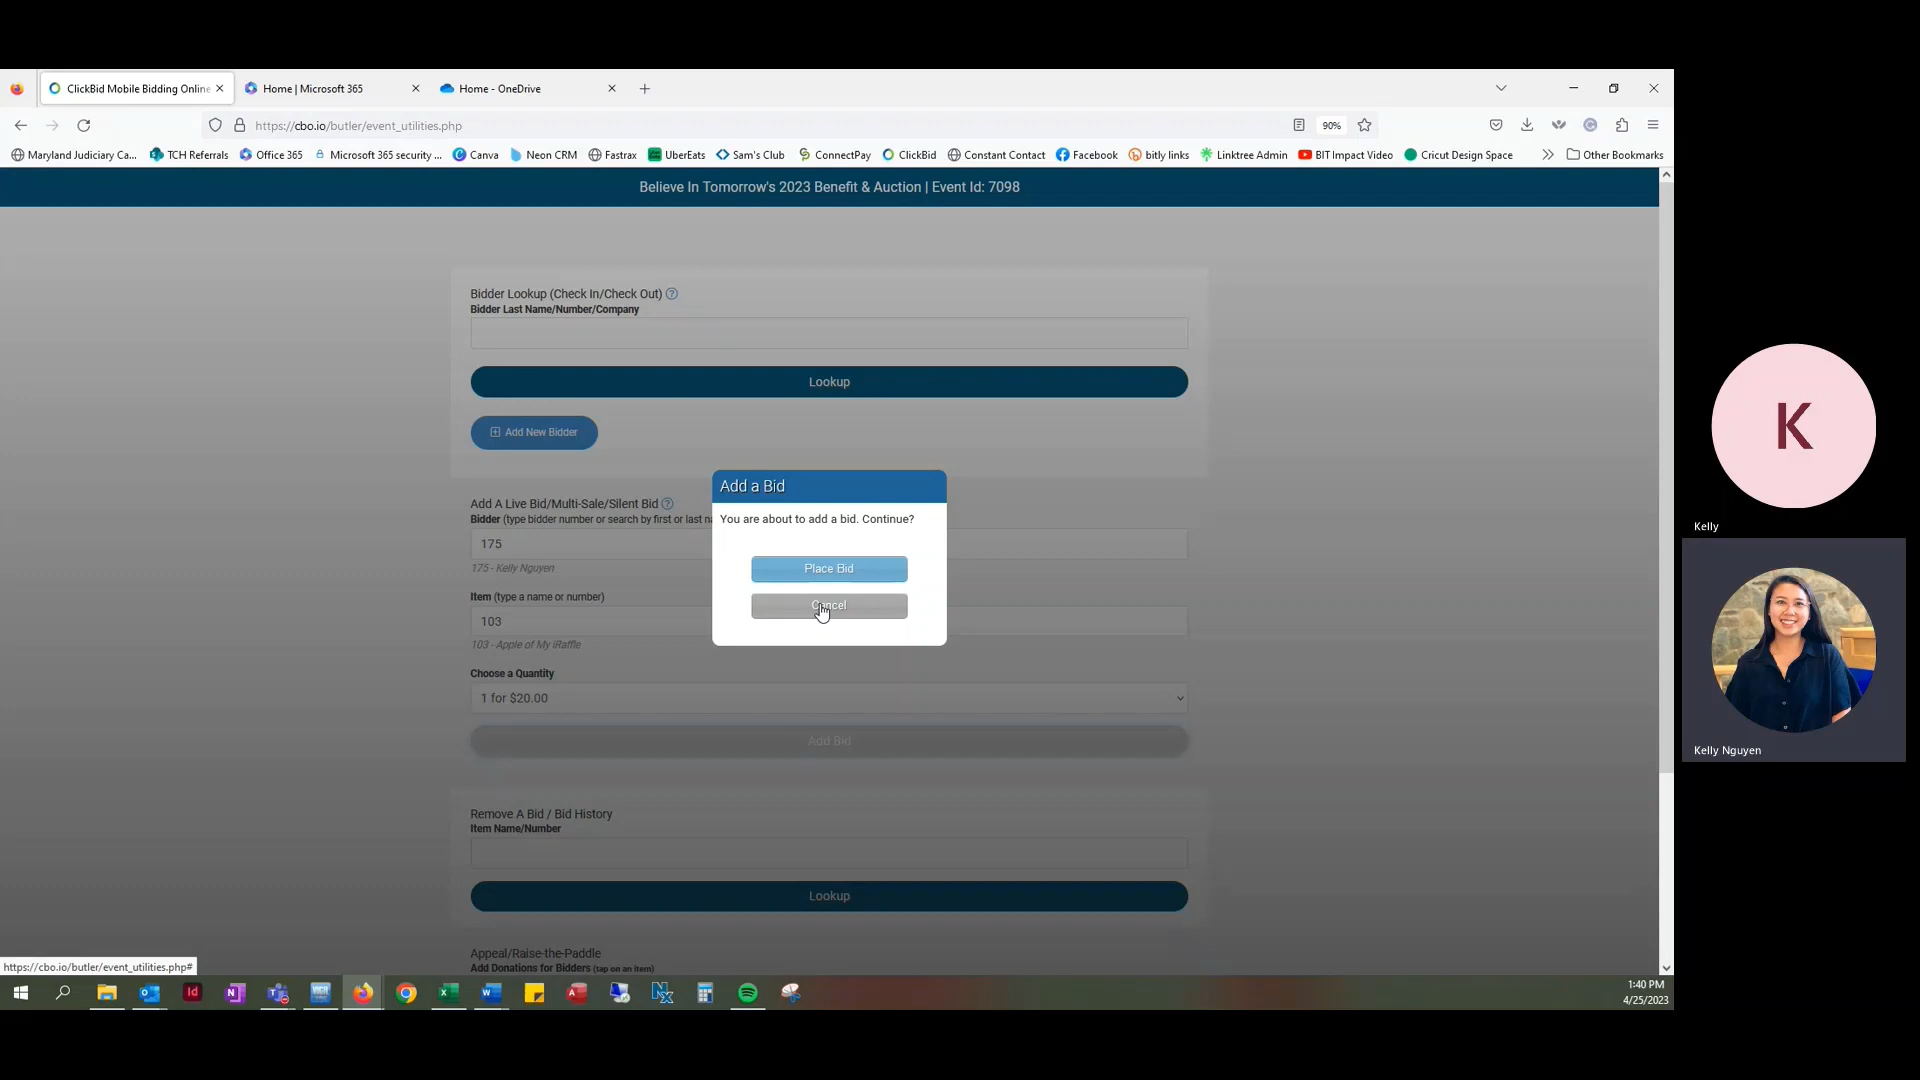 ClickBid Mobile Bidding Online
Home | Microsoft 365
Home - OneDrive
https://cbo.io/butler/event_utilities.php
90%
Maryland Judiciary Ca...
TCH Referrals
Office 365
Microsoft 365 security ...
Canva
Neon CRM
Fastrax
UberEats
Sam's Club
ConnectPay
ClickBid
Constant Contact
Facebook
bitly links
Linktree Admin
BIT Impact Video
Cricut Design Space
Other Bookmarks
Believe In Tomorrow's 2023 Benefit & Auction | Event Id: 7098
Bidder Lookup (Check In/Check Out)
Bidder Last Name/Number/Company
Lookup
Add New Bidder
Add A Live Bid/Multi-Sale/Silent Bid
Bidder (type bidder number or search by first or last na
175
175 - Kelly Nguyen
Item (type a name or number)
103
103 - Apple of My iRaffle
Choose a Quantity
1 for $20.00
Add Bid
Add a Bid
You are about to add a bid. Continue?
Place Bid
Cancel
Remove A Bid / Bid History
Item Name/Number
Lookup
Appeal/Raise-the-Paddle
Add Donations for Bidders (tap on an item)
https://cbo.io/butler/event_utilities.php#
1:40 PM
4/25/2023
K
Kelly
Kelly Nguyen